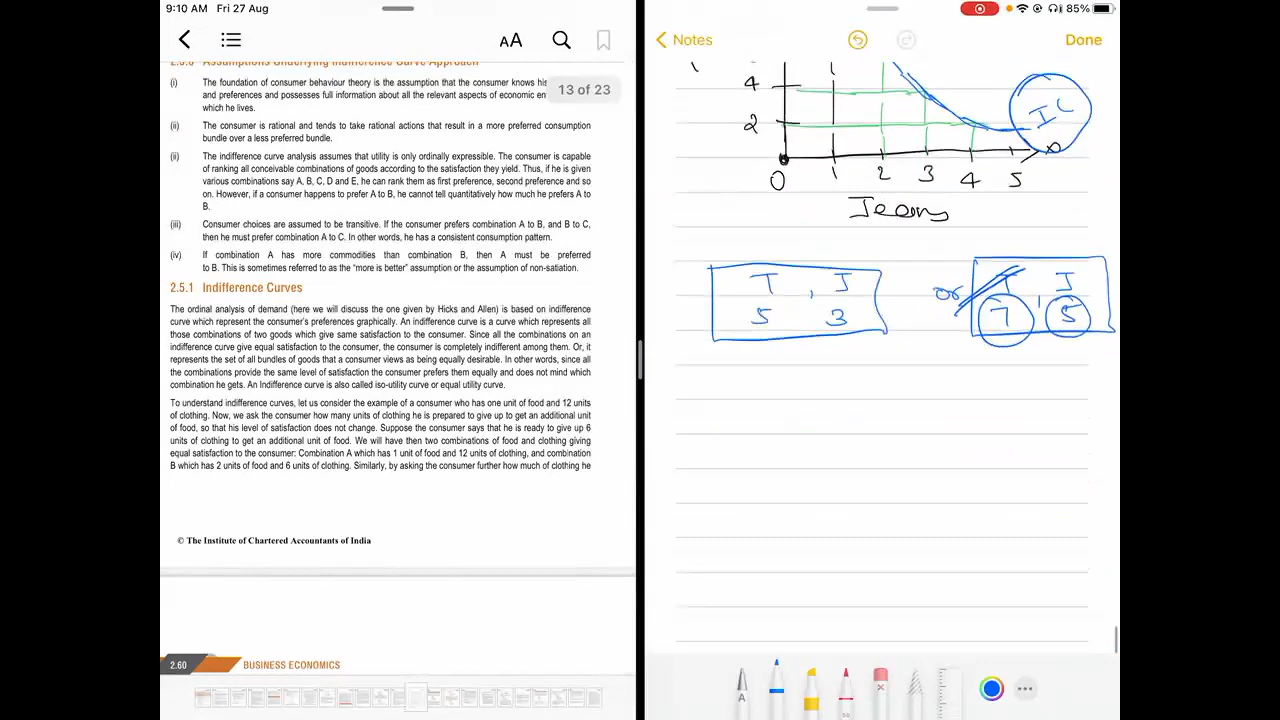 9:10 AM Fri 27 Aug
85%
AA
2.5.0 Assumptions Underlying Indifference Curve Approach
13 of 23
(i) The foundation of consumer behaviour theory is the assumption that the consumer knows his
and preferences and possess full information about all the relevant aspects of economic en
which he lives.
(ii) The consumer is rational and tends to take rational actions that result in a more preferred consumption
bundle over a less preferred bundle.
(ii) The indifference curve analysis assumes that utility is only ordinally expressible. The consumer is capable
of ranking all conceivable combinations of goods according to the satisfaction they yield. Thus, if he is given
various combinations say A, B, C, D and E, he can rank them as first preference, second preference and so
on. However, if a consumer happens to prefer A to B, he cannot tell quantitatively how much he prefers A to
B.
(iii) Consumer choices are assumed to be transitive. If the consumer prefers combination A to B, and B to C,
then he must prefer combination A to C. In other words, he has a consistent consumption pattern.
(iv) If combination A has more commodities than combination B, then A must be preferred
to B. This is sometimes referred to as the “more is better” assumption or the assumption of non-satiation.
2.5.1 Indifference Curves
The ordinal analysis of demand (here we will discuss the one given by Hicks and Allen) is based on indifference
curve which represent the consumer's preferences graphically. An indifference curve is a curve which represents all
those combinations of two goods which give same satisfaction to the consumer. Since all the combinations on an
indifference curve give equal satisfaction to the consumer, the consumer is completely indifferent among them. Or, it
represents the set of all bundles of goods that a consumer views as being equally desirable. In other words, since all
the combinations provide the same level of satisfaction the consumer prefers them equally and does not mind which
combination he gets. An Indifference curve is also called iso-utility curve or equal utility curve.
To understand indifference curves, let us consider the example of a consumer who has one unit of food and 12 units
of clothing. Now, we ask the consumer how many units of clothing he is prepared to give up to get an additional unit
of food, so that his level of satisfaction does not change. Suppose the consumer says that he is ready to give up 6
units of clothing to get an additional unit of food. We will have then two combinations of food and clothing giving
equal satisfaction to the consumer: Combination A which has 1 unit of food and 12 units of clothing, and combination
B which has 2 units of food and 6 units of clothing. Similarly, by asking the consumer further how much of clothing he
© The Institute of Chartered Accountants of India
2.60 BUSINESS ECONOMICS
Notes
Done
4
2
IC
0 1 2 3 4 5
Jeans
T , J or T , J
5 3 7 5